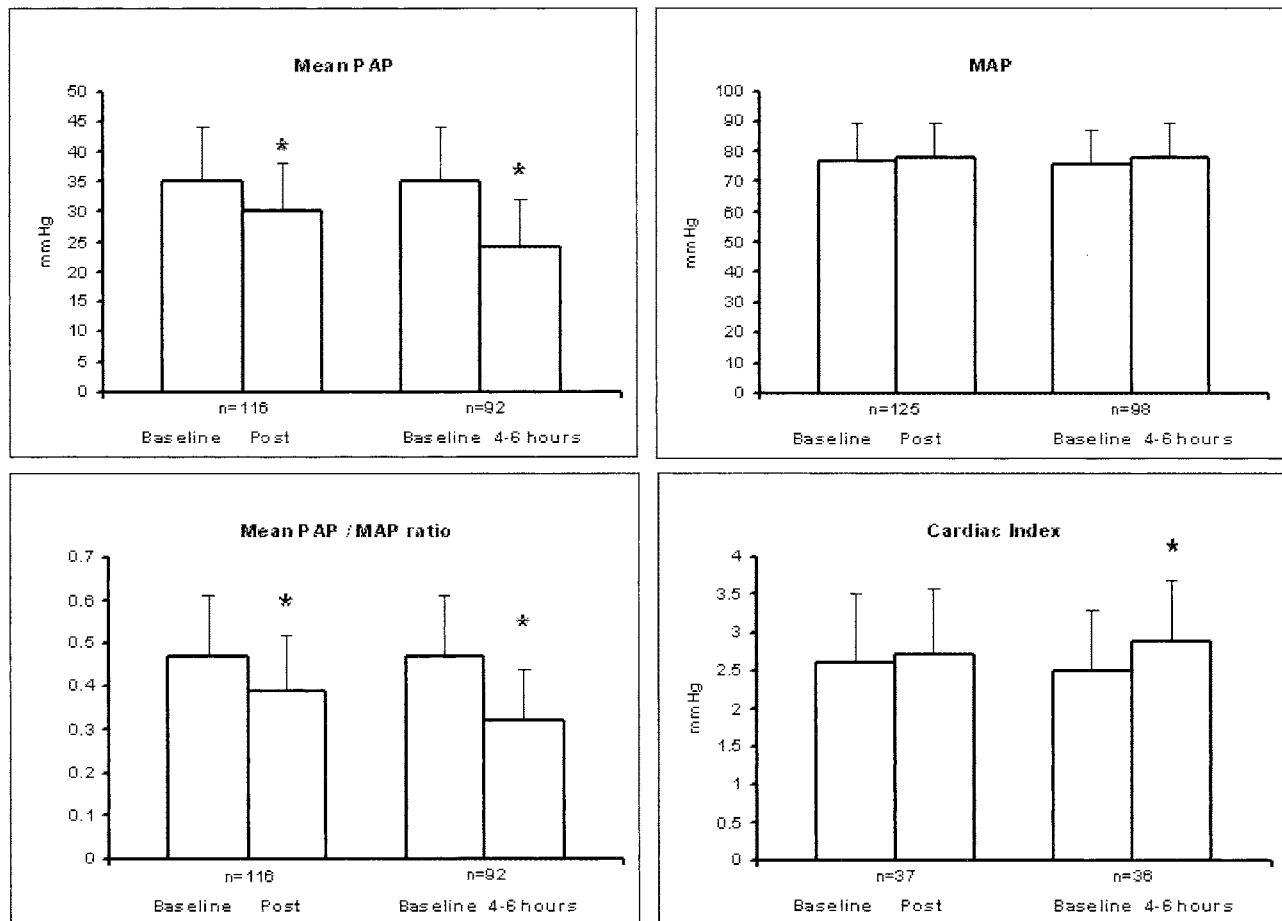 Mean PAP
50
45
40
35
30
25
20
15
10
5
0
mmHg
*
*
n=116 n=92
Baseline Post Baseline 4-6 hours
MAP
100
90
80
70
60
50
40
30
20
10
0
mmHg
n=125 n=98
Baseline Post Baseline 4-6 hours
Mean PAP / MAP ratio
0.7
0.6
0.5
0.4
0.3
0.2
0.1
0
*
*
n=116 n=92
Baseline Post Baseline 4-6 hours
Cardiac Index
4
3.5
3
2.5
2
1.5
1
0.5
0
mmHg
*
n=37 n=36
Baseline Post Baseline 4-6 hours